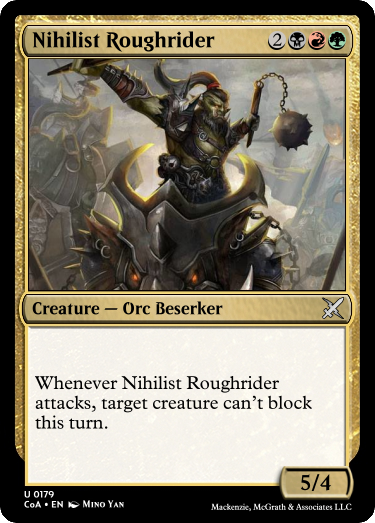 Nihilist Roughrider 2
Creature — Orc Beserker
Whenever Nihilist Roughrider
attacks, target creature can't block
this turn.
5/4
U 0179
CoA • EN Mino Yan
Mackenzie, McGrath & Associates LLC